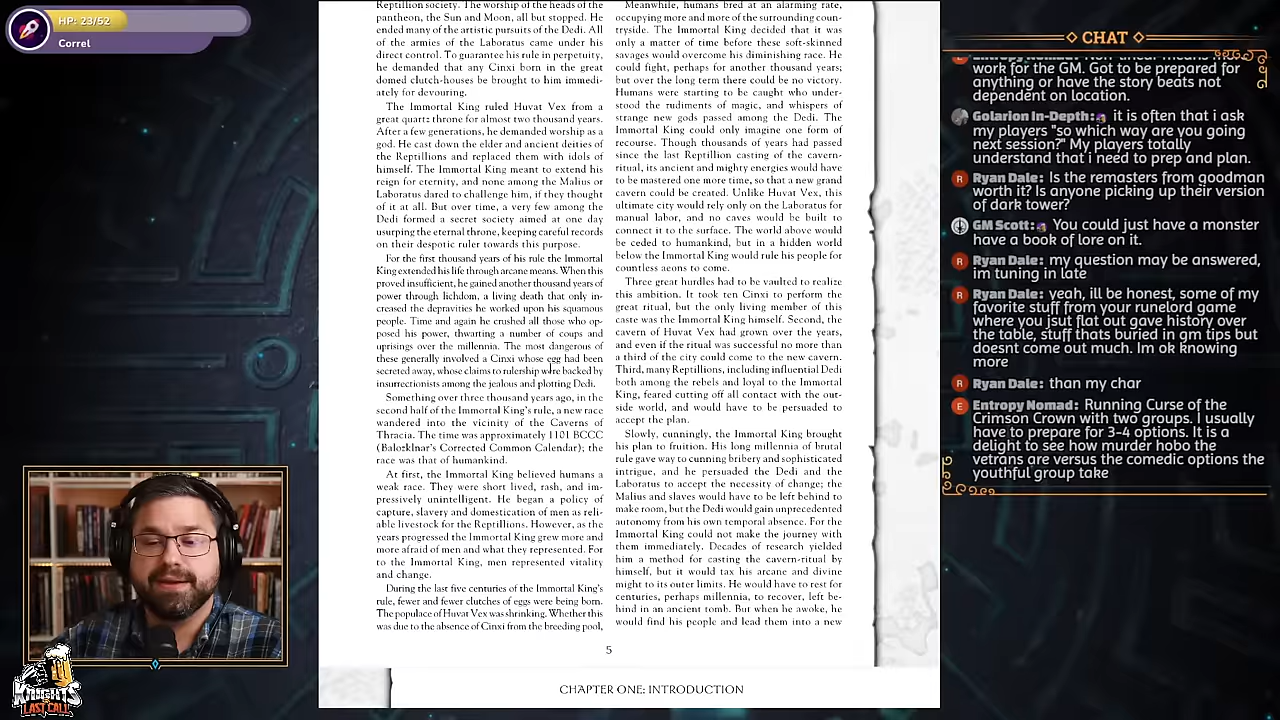 HP: 23/52
Correl
Reptillion society. The worship of the heads of the
pantheon, the Sun and Moon, all but stopped. He
ended many of the artistic pursuits of the Dedi. All
of the armies of the Laboratus came under his
direct control. To guarantee his rule in perpetuity,
he demanded that any Cinxi born in the great
domed clutch-houses be brought to him immedi-
ately for devouring.
The Immortal King ruled Huvat Vex from a
great quartz throne for almost two thousand years.
After a few generations, he demanded worship as a
god. He cast down the elder and ancient deities of
the Reptillions and replaced them with idols of
himself. The Immortal King meant to extend his
reign for eternity, and none among the Malius or
Laboratus dared to challenge him, if they thought
of it at all. But over time, a very few among the
Dedi formed a secret society aimed at one day
usurping the eternal throne, keeping careful records
on their despotic ruler towards this purpose.
For the first thousand years of his rule the Immortal
King extended his life through arcane means. When this
proved insufficient, he gained another thousand years of
power through lichdom, a living death that only in-
creased the depravities he worked upon his squamous
people. Time and again he crushed all those who op-
posed his power, thwarting a number of coups and
uprisings over the millennia. The most dangerous of
these generally involved a Cinxi whose egg had been
secreted away, whose claims to rulership were backed by
insurrectionists among the jealous and plotting Dedi.
Something over three thousand years ago, in the
second half of the Immortal King's rule, a new race
wandered into the vicinity of the Caverns of
Thracia. The time was approximately 1101 BCCC
(Balozkinar's Corrected Common Calendar); the
race was that of humankind.
At first, the Immortal King believed humans a
weak race. They were short lived, rash, and im-
pressively unintelligent. He began a policy of
capture, slavery and domestication of men as reli-
able livestock for the Reptillions. However, as the
years progressed the Immortal King grew more and
more afraid of men and what they represented. For
to the Immortal King, men represented vitality
and change.
During the last five centuries of the Immortal King's
rule, fewer and fewer clutches of eggs were being born.
The populace of Huvat Vex was shrinking. Whether this
was due to the absence of Cinxi from the breeding pool,
Meanwhile, humans bred at an alarming rate,
occupying more and more of the surrounding coun-
tryside. The Immortal King decided that it was
only a matter of time before these soft-skinned
savages would overcome his diminishing race. He
could fight, perhaps for another thousand years;
but over the long term there could be no victory.
Humans were starting to be caught who under-
stood the rudiments of magic, and whispers of
strange new gods passed among the Dedi. The
Immortal King could only imagine one form of
recourse. Though thousands of years had passed
since the last Reptillion casting of the cavern-
ritual, its ancient and mighty energies would have
to be mastered one more time, so that a new grand
cavern could be created. Unlike Huvat Vex, this
ultimate city would rely only on the Laboratus for
manual labor, and no caves would be built to
connect it to the surface. The world above would
be ceded to humankind, but in a hidden world
below the Immortal King would rule his people for
countless aeons to come.
Three great hurdles had to be vaulted to realize
this ambition. It took ten Cinxi to perform the
great ritual, but the only living member of this
caste was the Immortal King himself. Second, the
cavern of Huvat Vex had grown over the years,
and even if the ritual was successful no more than
a third of the city could come to the new cavern.
Third, many Reptillions, including influential Dedi
both among the rebels and loyal to the Immortal
King, feared cutting off all contact with the out-
side world, and would have to be persuaded to
accept the plan.
Slowly, cunningly, the Immortal King brought
his plan to fruition. His long millennia of brutal
rule gave way to cunning bribery and sophisticated
intrigue, and he persuaded the Dedi and the
Laboratus to accept the necessity of change; the
Malius and slaves would have to be left behind to
make room, but the Dedi would gain unprecedented
autonomy from his own temporal absence. For the
Immortal King could not make the journey with
them immediately. Decades of research yielded
him a method for casting the cavern-ritual by
himself, but it would tax his arcane and divine
might to its outer limits. He would have to rest for
centuries, perhaps millennia, to recover, left be-
hind in an ancient tomb. But when he awoke, he
would find his people and lead them into a new
5
CHAPTER ONE: INTRODUCTION
CHAT
Entropy Nomad: Non-linear means more
work for the GM. Got to be prepared for
anything or have the story beats not
dependent on location.
Golarion In-Depth: it is often that i ask
my players "so which way are you going
next session?" My players totally
understand that i need to prep and plan.
R Ryan Dale: Is the remasters from goodman
worth it? Is anyone picking up their version
of dark tower?
GM Scott: You could just have a monster
have a book of lore on it.
R Ryan Dale: my question may be answered,
im tuning in late
R Ryan Dale: yeah, ill be honest, some of my
favorite stuff from your runelord game
where you jsut flat out gave history over
the table, stuff thats buried in gm tips but
doesnt come out much. Im ok knowing
more
R Ryan Dale: than my char
E Entropy Nomad: Running Curse of the
Crimson Crown with two groups. I usually
have to prepare for 3-4 options. It is a
delight to see how murder hobo the
vetrans are versus the comedic options the
youthful group take
KNIGHTS
OF LAST CALL